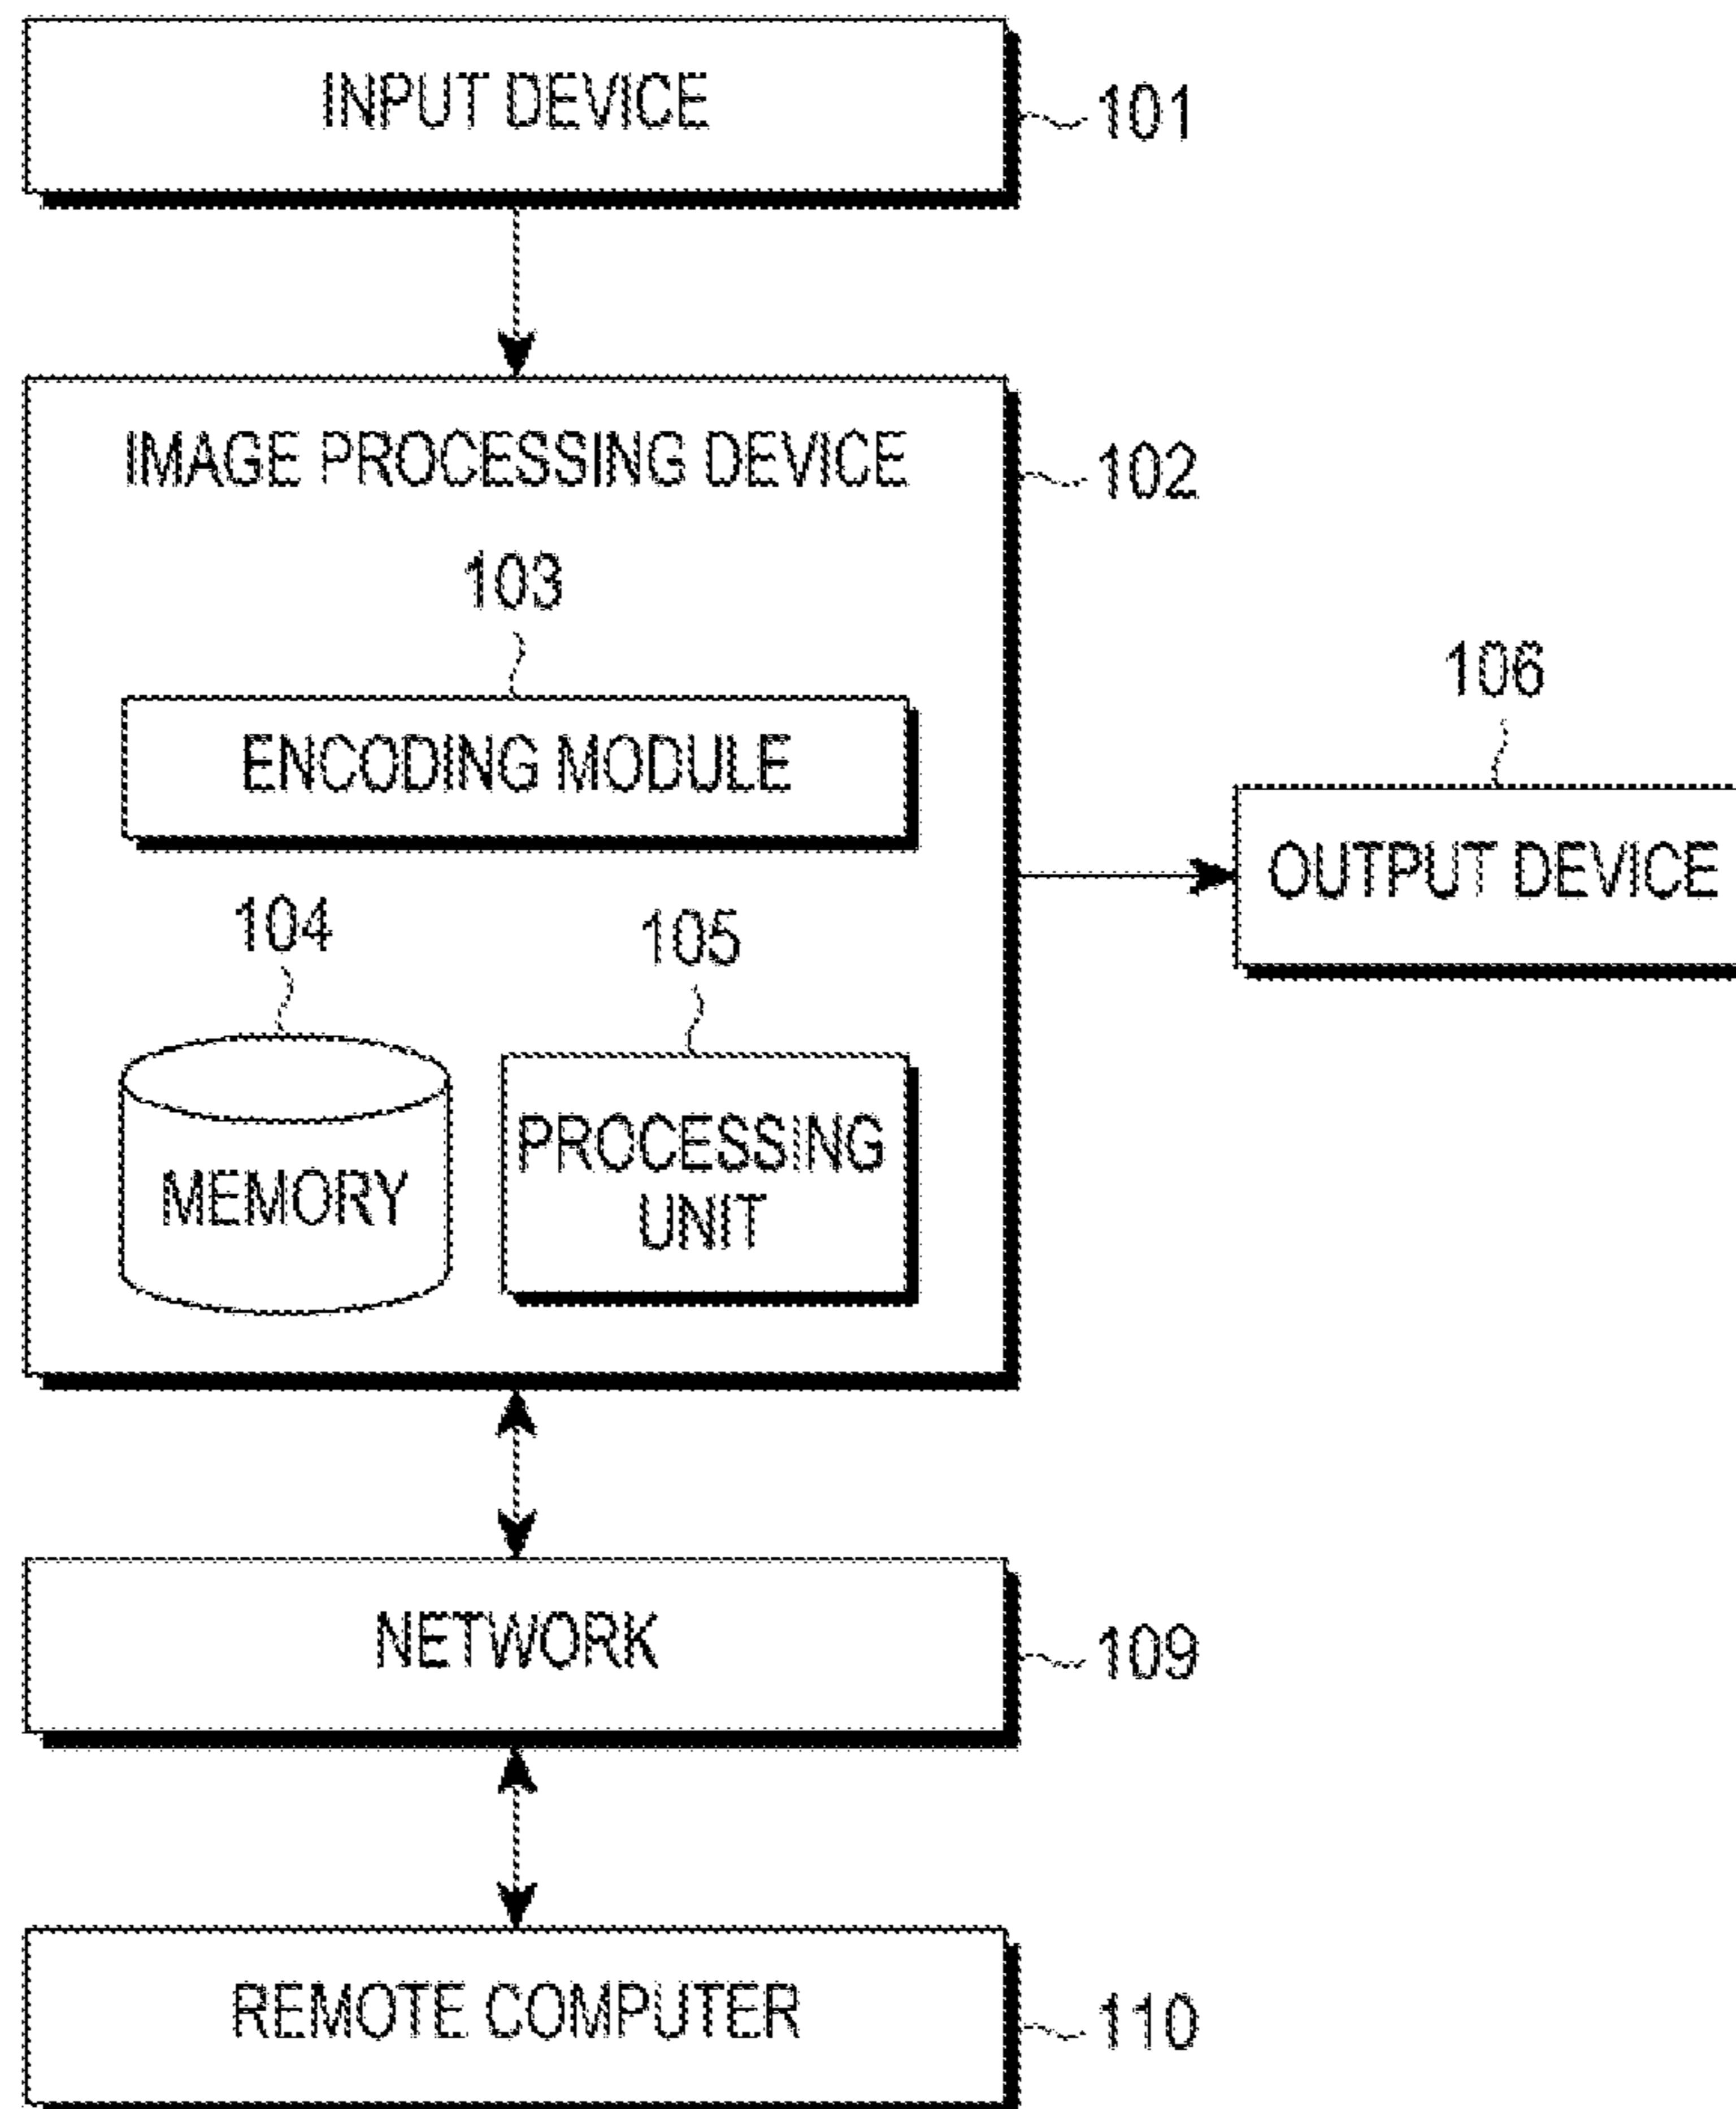 INPUT DEVICE
101
IMAGE PROCESSING DEVICE
102
103
ENCODING MODULE
106
OUTPUT DEVICE
104
105
MEMORY
PROCESSING
UNIT
NETWORK
109
REMOTE COMPUTER
110